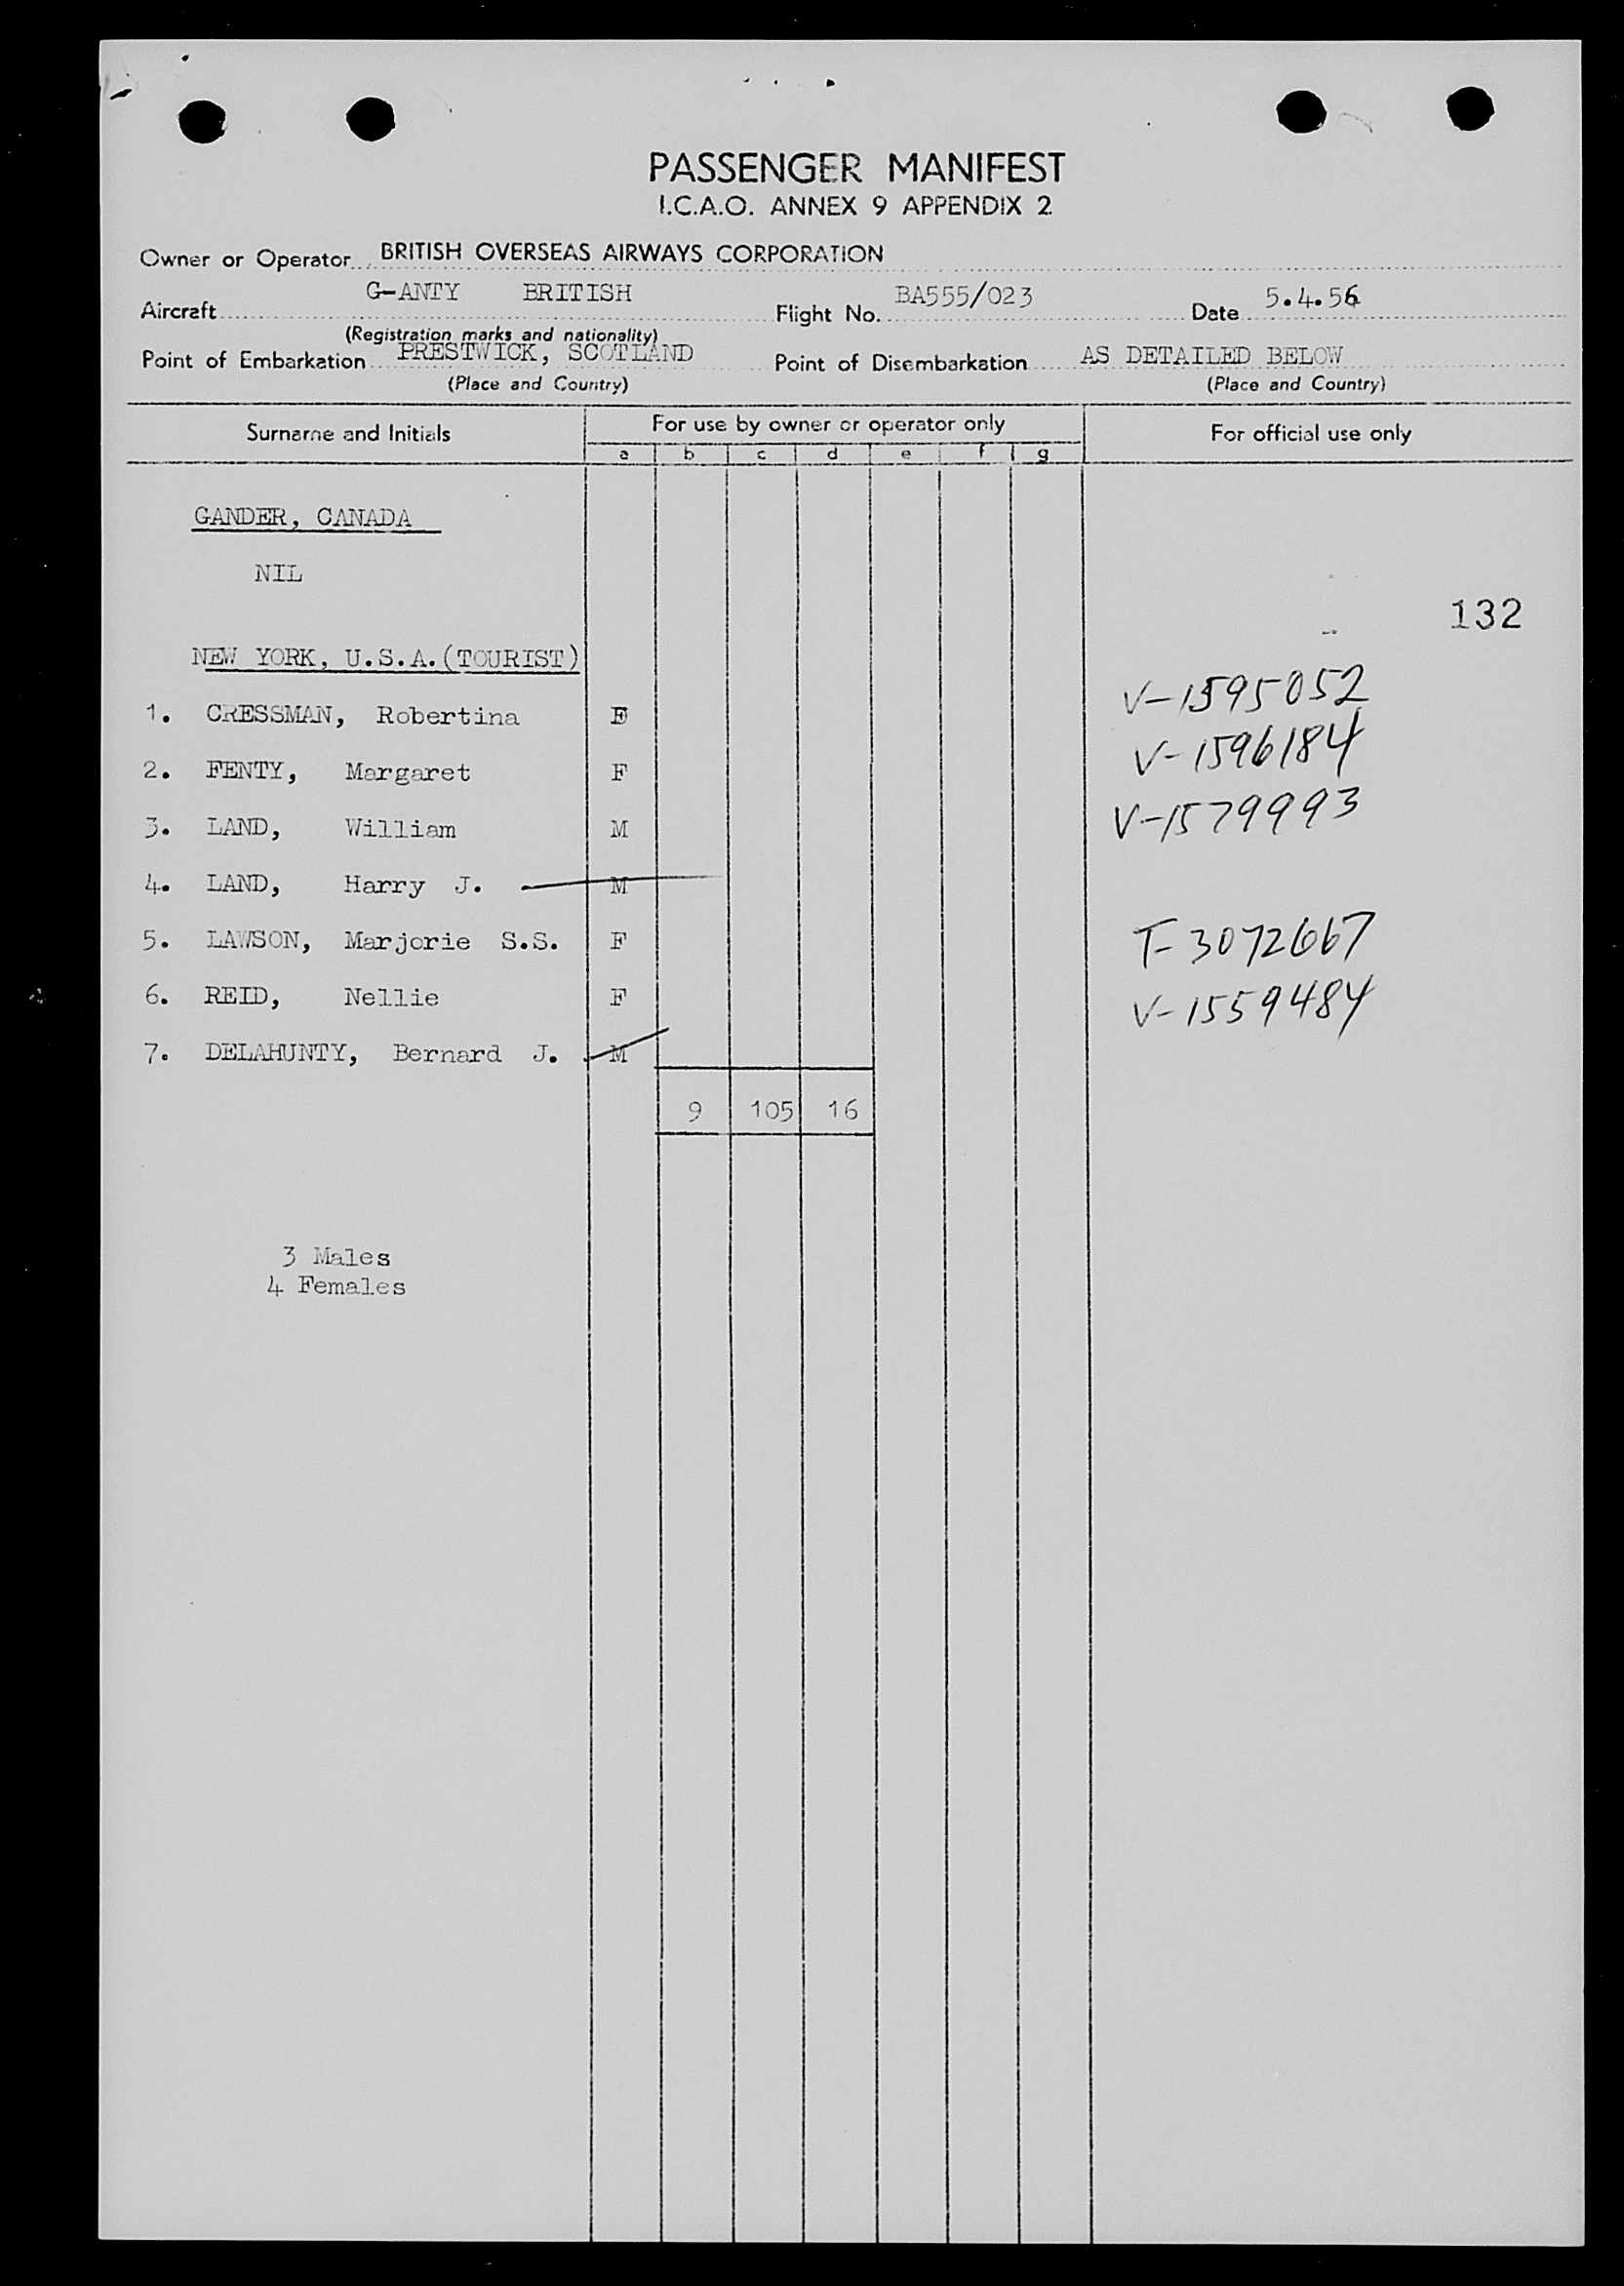 PASSENGER MANIFEST
I.C.A.O. ANNEX 9 APPENDIX 2
Owner or Operator BRITISH OVERSEAS AIRWAYS CORPORATION
Aircraft G-ANTY BRITISH Flight No. BA555/023 Date 5.4.56
(Registration marks and nationality)
Point of Embarkation PRESTWICK, SCOTLAND Point of Disembarkation AS DETAILED BELOW
(Place and Country) (Place and Country)
Surname and Initials For use by owner or operator only For official use only
a b c d e f g
GANDER, CANADA
NIL
132
NEW YORK, U.S.A.(TOURIST)
1. CRESSMAN, Robertina F V-1595052
2. FENTY, Margaret F V-1596184
3. LAND, William M V-1579993
4. LAND, Harry J. M
5. LAWSON, Marjorie S.S. F T-3072667
6. REID, Nellie F V-1559484
7. DELAHUNTY, Bernard J. M
9 105 16
3 Males
4 Females